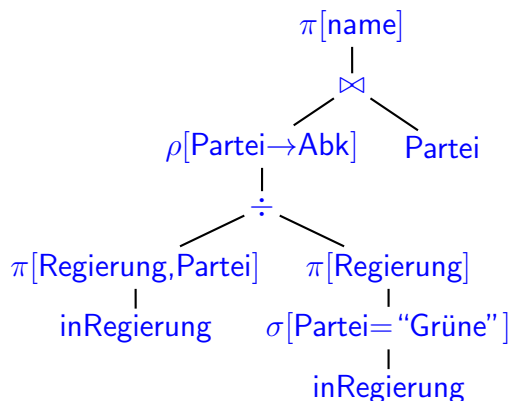 π[name]
⋈
ρ[Partei→Abk] Partei
÷
π[Regierung,Partei] π[Regierung]
inRegierung σ[Partei=“Grüne”]
inRegierung